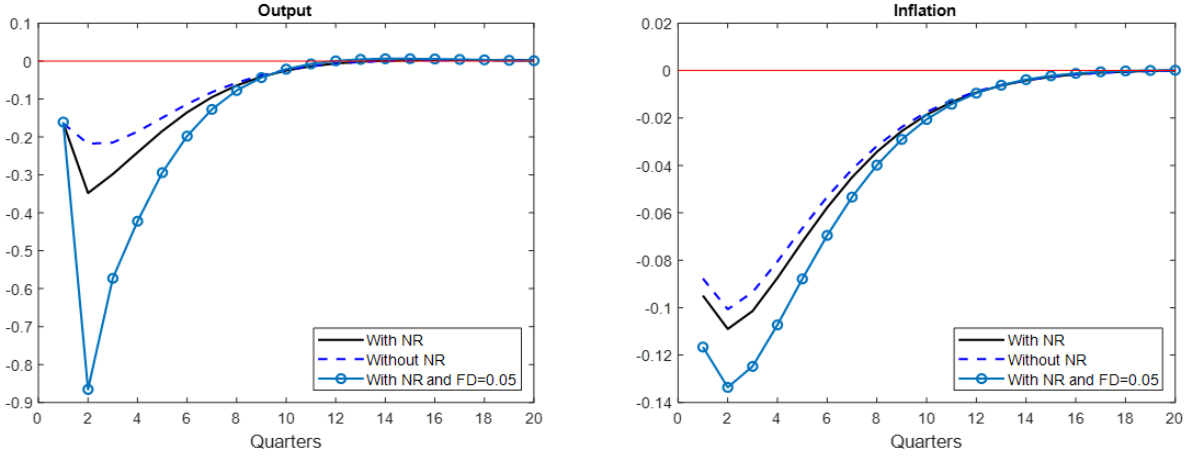 Output
0.1
0
-0.1
-0.2
-0.3
-0.4
-0.5
-0.6
-0.7
-0.8
-0.9
0 2 4 6 8 10 12 14 16 18 20
Quarters
With NR
Without NR
With NR and FD=0.05
Inflation
0.02
0
-0.02
-0.04
-0.06
-0.08
-0.1
-0.12
-0.14
0 2 4 6 8 10 12 14 16 18 20
Quarters
With NR
Without NR
With NR and FD=0.05